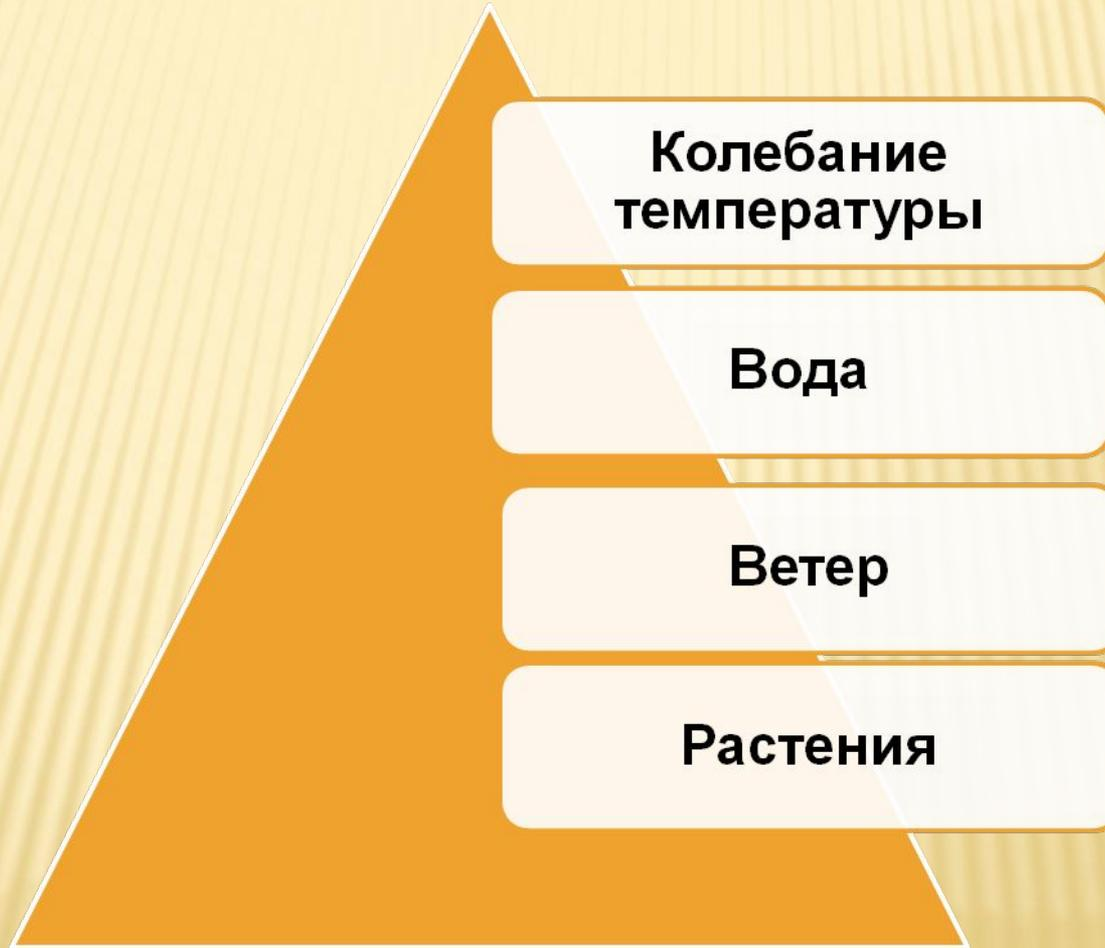 Колебание
температуры
Вода
Ветер
Растения